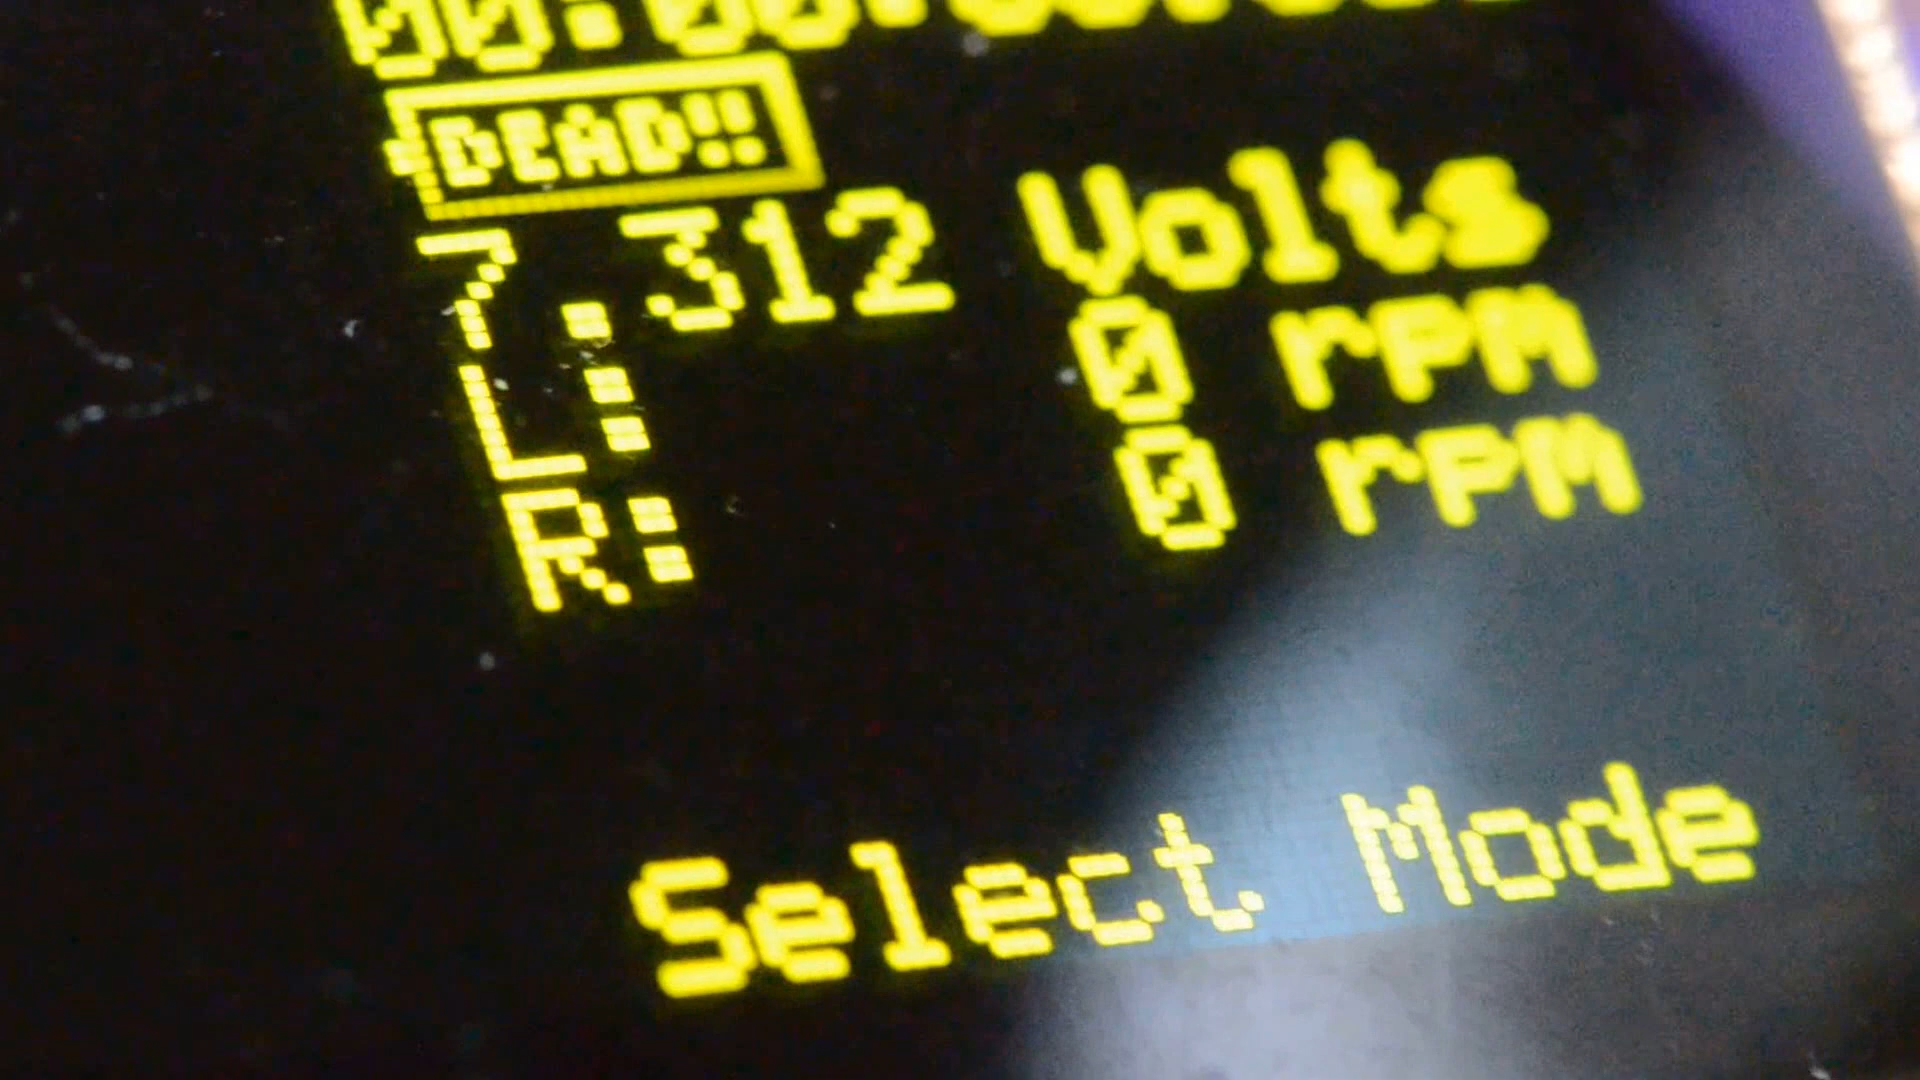 DEAD!!
7.312 Volts
L: 0 rpm
R: 0 rpm
Select Mode